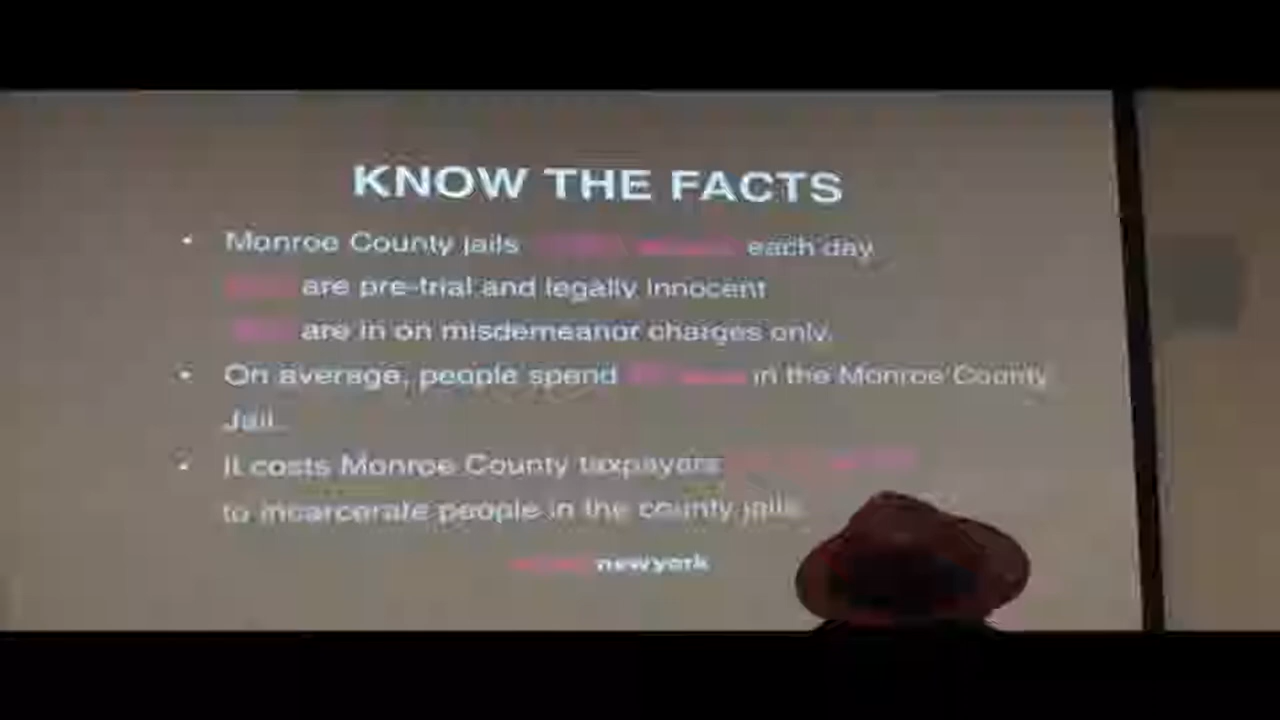 KNOW THE FACTS
• Monroe County jails each day
are pre-trial and legally innocent
are in on misdemeanor charges only.
• On average, people spend in the Monroe County
Jail.
• It costs Monroe County taxpayers
to incarcerate people in the county jails.
newyork